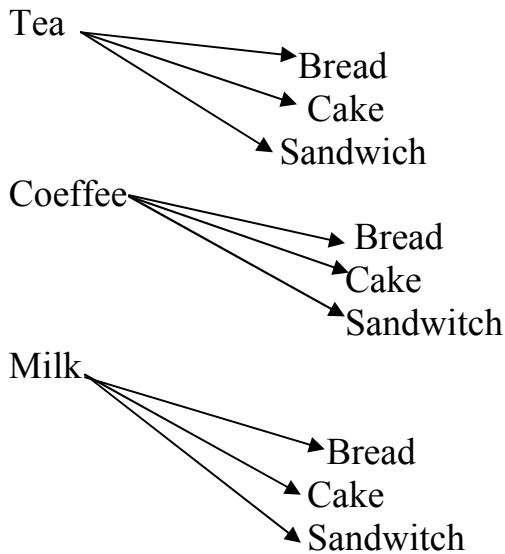 Tea
Bread
Cake
Sandwich
Coeffee
Bread
Cake
Sandwitch
Milk
Bread
Cake
Sandwitch